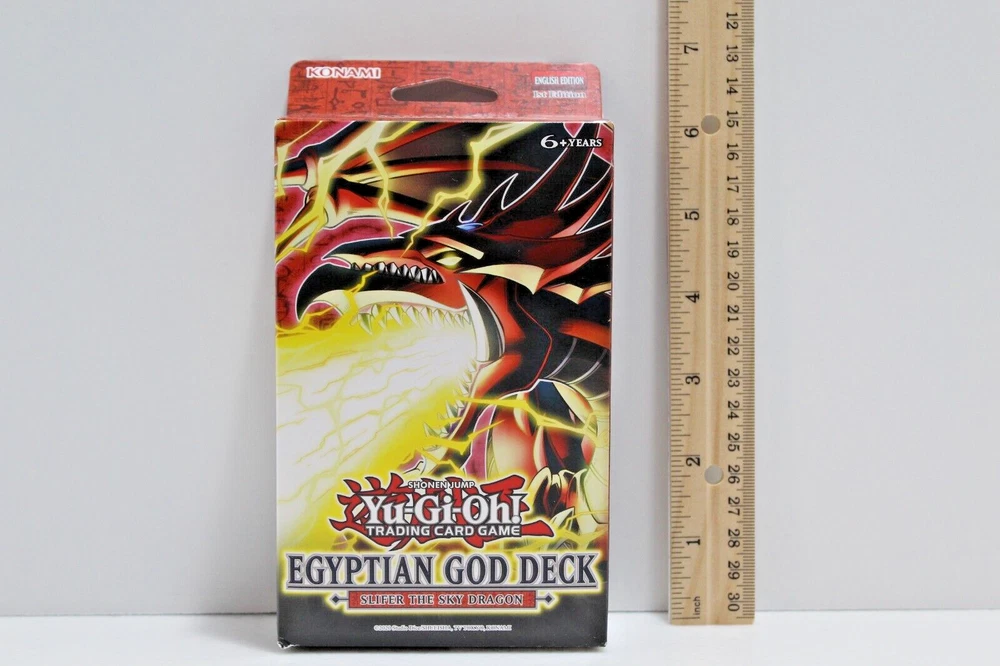 KONAMI
ENGLISH EDITION
1st Edition
6+YEARS
SHONEN JUMP
Yu-Gi-Oh!
TRADING CARD GAME
EGYPTIAN GOD DECK
SLIFER THE SKY DRAGON
12
7
13
14
15
6
16
17
5
18
19
20
4
21
22
3
23
24
25
2
26
27
1
28
29
inch
30